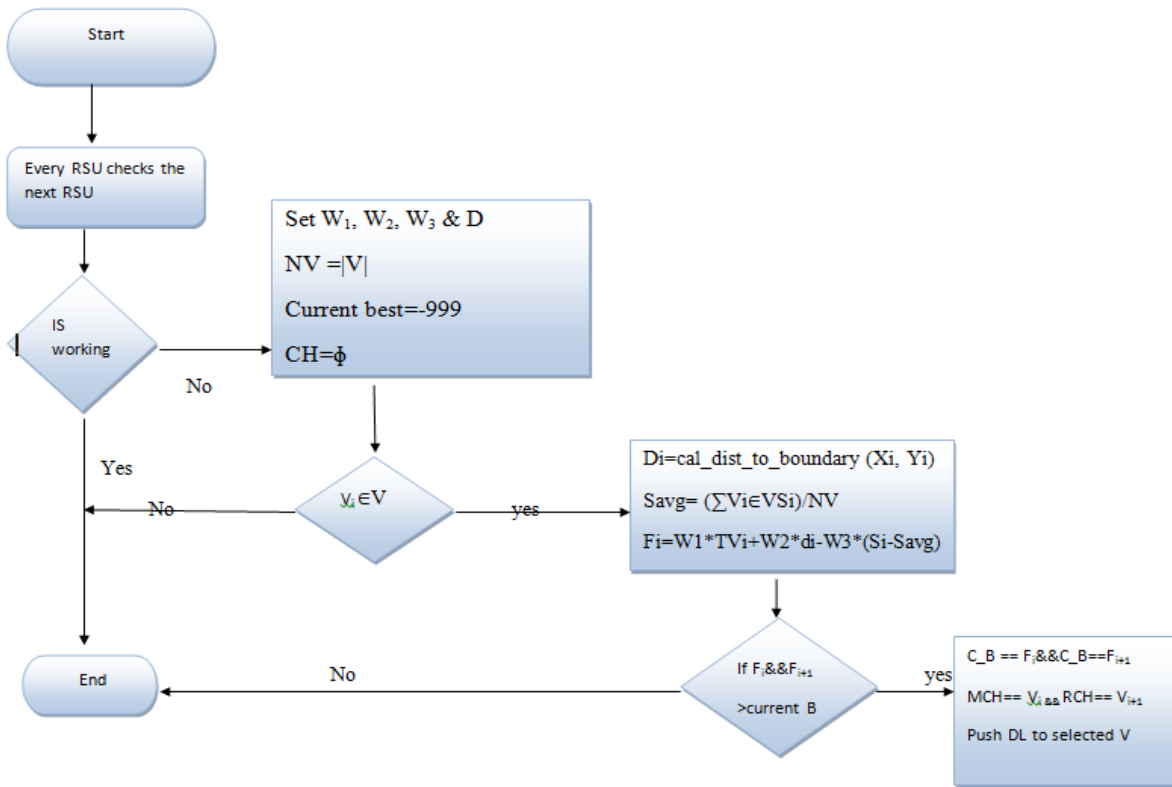 Start
Every RSU checks the
next RSU
IS
working
No
Yes
Set W₁, W₂, W₃ & D
NV =|V|
Current best=-999
CH=ϕ
Vᵢ∈V
No
yes
Di=cal_dist_to_boundary (Xi, Yi)
Savg= (∑Vi∈VSi)/NV
Fi=W1*TVi+W2*di-W3*(Si-Savg)
If Fᵢ&&Fᵢ₊₁
>current B
No
yes
C_B == Fᵢ&&C_B==Fᵢ₊₁
MCH== Vᵢ && RCH== Vᵢ₊₁
Push DL to selected V
End